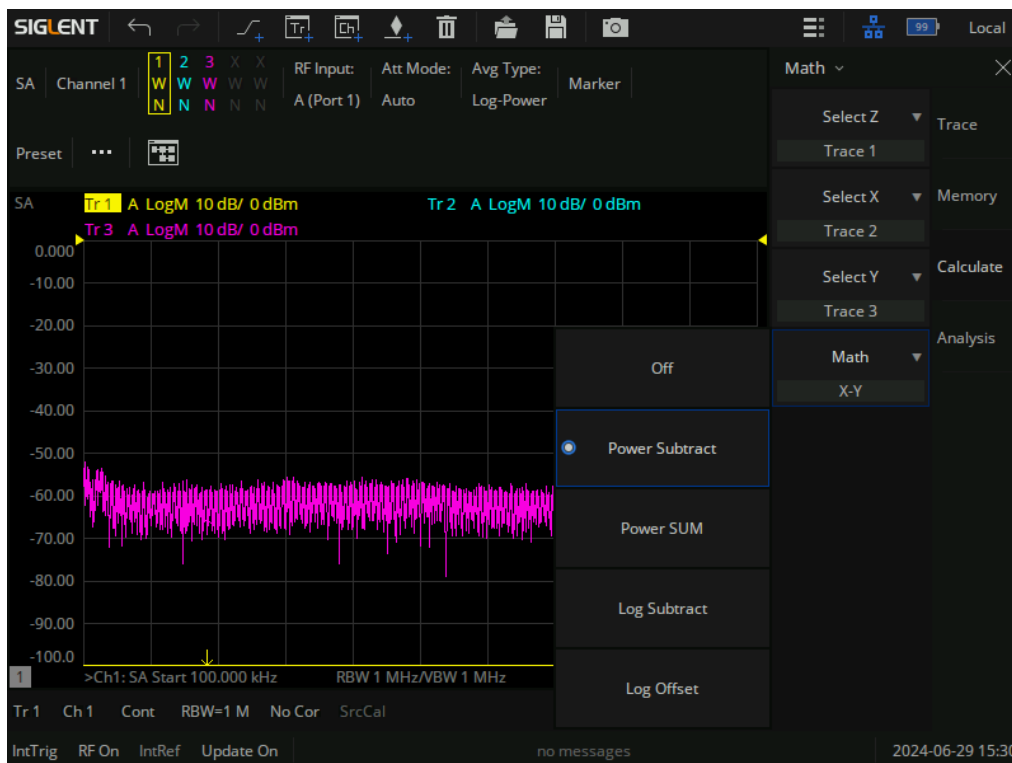 SIGLENT Tr Ch 99 Local
SA Channel 1
1 2 3 X X
W W W W W
N N N N N
RF Input: Att Mode: Avg Type:
A (Port 1) Auto Log-Power
Marker
Preset ...
SA Tr 1 A LogM 10 dB/ 0 dBm Tr 2 A LogM 10 dB/ 0 dBm
Tr 3 A LogM 10 dB/ 0 dBm
0.000
-10.00
-20.00
-30.00
-40.00
-50.00
-60.00
-70.00
-80.00
-90.00
-100.0
1 >Ch1: SA Start 100.000 kHz RBW 1 MHz/VBW 1 MHz
Off
Power Subtract
Power SUM
Log Subtract
Log Offset
Math
Select Z
Trace 1
Select X
Trace 2
Select Y
Trace 3
Math
X-Y
Trace
Memory
Calculate
Analysis
Tr 1 Ch 1 Cont RBW=1 M No Cor SrcCal
IntTrig RF On IntRef Update On no messages 2024-06-29 15:30